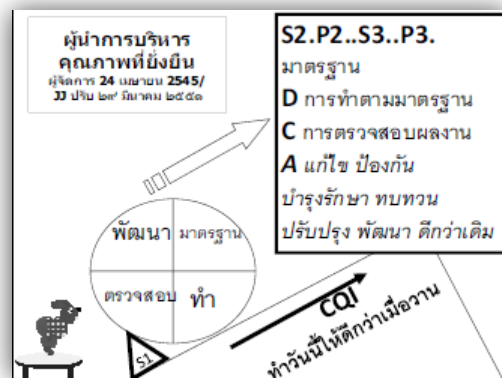 ผู้นำการบริหาร
คุณภาพที่ยั่งยืน
ผู้จัดการ 24 เมษายน 2545/
JJ ปรับ ๒๙ มีนาคม ๒๕๕๑
S2.P2..S3..P3.
มาตรฐาน
D การทำตามมาตรฐาน
C การตรวจสอบผลงาน
A แก้ไข ป้องกัน
บำรุงรักษา ทบทวน
ปรับปรุง พัฒนา ดีกว่าเดิม
พัฒนา มาตรฐาน
ตรวจสอบ ทำ
S1
CQI
ทำวันนี้ให้ดีกว่าเมื่อวาน